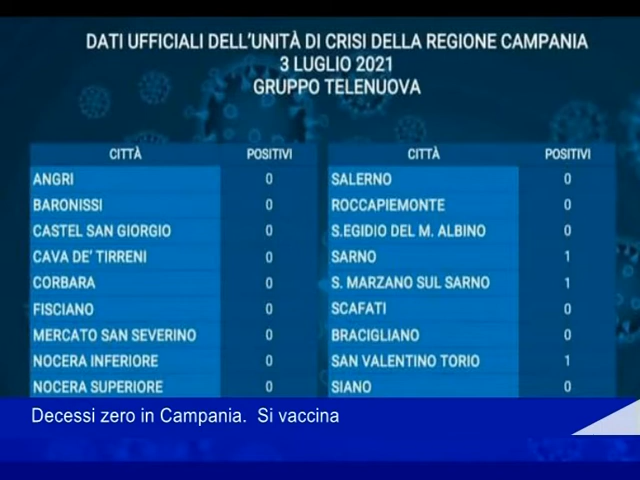 DATI UFFICIALI DELL'UNITÀ DI CRISI DELLA REGIONE CAMPANIA
3 LUGLIO 2021
GRUPPO TELENUOVA
CITTÀ POSITIVI CITTÀ POSITIVI
ANGRI 0 SALERNO 0
BARONISSI 0 ROCCAPIEMONTE 0
CASTEL SAN GIORGIO 0 S.EGIDIO DEL M. ALBINO 0
CAVA DE' TIRRENI 0 SARNO 1
CORBARA 0 S. MARZANO SUL SARNO 1
FISCIANO 0 SCAFATI 0
MERCATO SAN SEVERINO 0 BRACIGLIANO 0
NOCERA INFERIORE 0 SAN VALENTINO TORIO 1
NOCERA SUPERIORE 0 SIANO 0
Decessi zero in Campania. Si vaccina